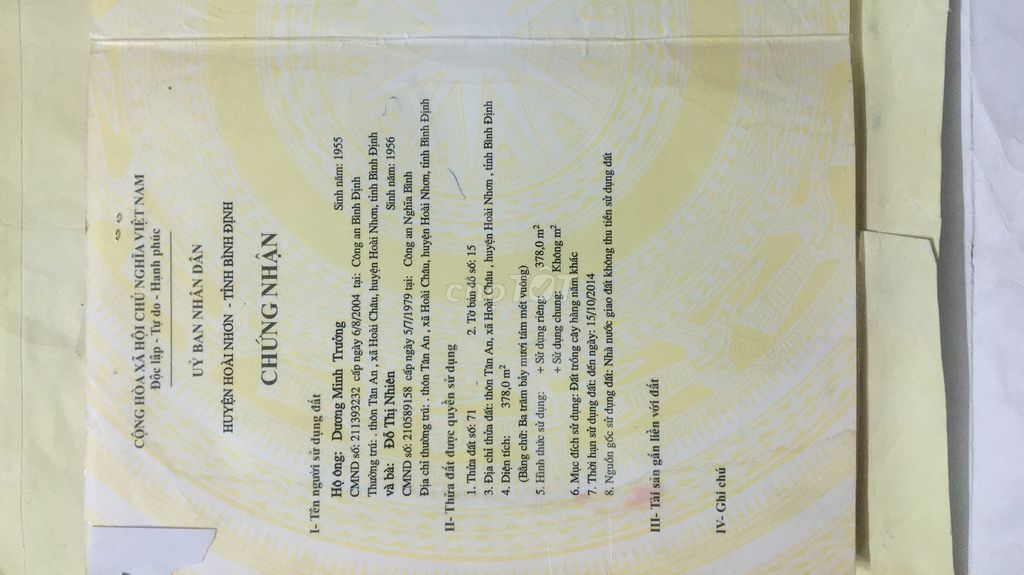 CỘNG HOÀ XÃ HỘI CHỦ NGHĨA VIỆT NAM
Độc lập - Tự do - Hạnh phúc
UỶ BAN NHÂN DÂN
HUYỆN HOÀI NHƠN - TỈNH BÌNH ĐỊNH
CHỨNG NHẬN
I- Tên người sử dụng đất
Hộ ông: Dương Minh Trưởng Sinh năm: 1955
CMND số: 211393232 cấp ngày 6/8/2004 tại: Công an Bình Định
Thường trú: . thôn Tân An , xã Hoài Châu, huyện Hoài Nhơn, tỉnh Bình Định
và bà: Đỗ Thị Nhiên Sinh năm: 1956
CMND số: 210589158 cấp ngày 5/7/1979 tại: Công an Nghĩa Bình
Địa chỉ thường trú: . thôn Tân An , xã Hoài Châu, huyện Hoài Nhơn, tỉnh Bình Định
II- Thửa đất được quyền sử dụng
1. Thửa đất số: 71 2. Tờ bản đồ số: 15
3. Địa chỉ thửa đất: thôn Tân An, xã Hoài Châu , huyện Hoài Nhơn , tỉnh Bình Định
4. Diện tích: 378,0 m²
(Bằng chữ: Ba trăm bảy mươi tám mét vuông)
5. Hình thức sử dụng: + Sử dụng riêng: 378,0 m²
+ Sử dụng chung: Không m²
6. Mục đích sử dụng: Đất trồng cây hàng năm khác
7. Thời hạn sử dụng đất: đến ngày: 15/10/2014
8. Nguồn gốc sử dụng đất: Nhà nước giao đất không thu tiền sử dụng đất
III- Tài sản gắn liền với đất
IV- Ghi chú
chợTỐT